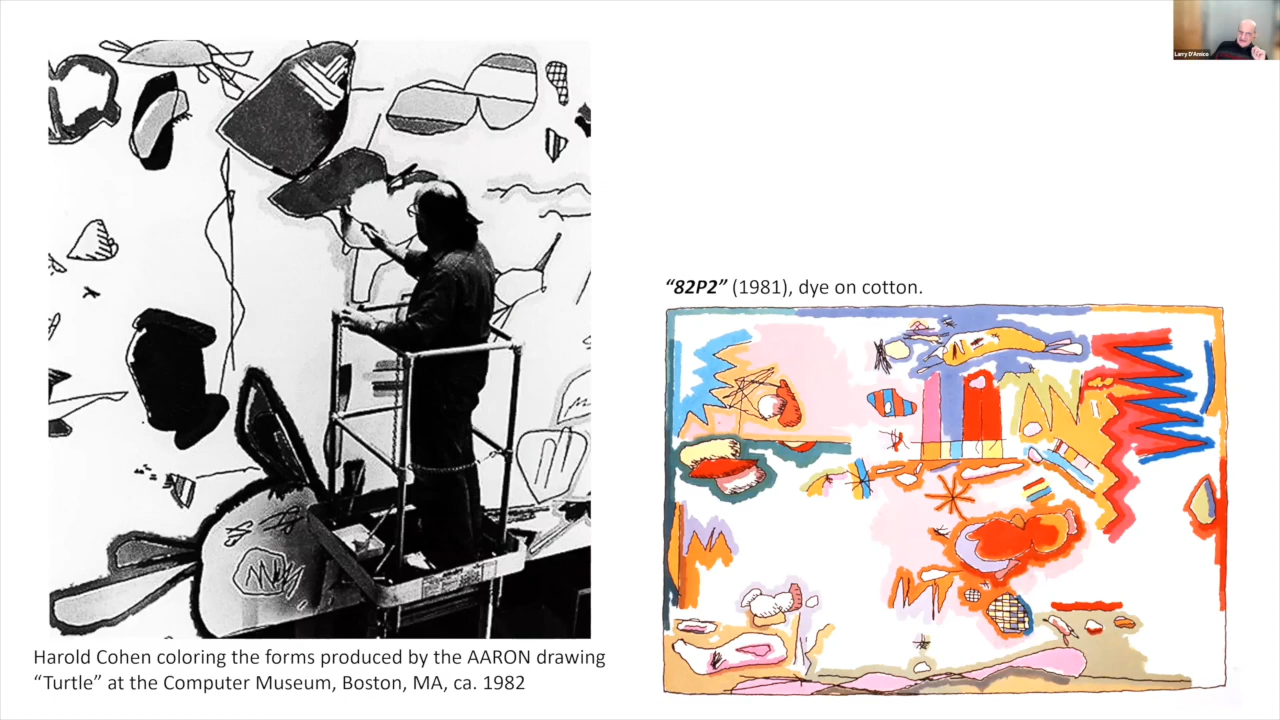 Larry D'Amico
"82P2" (1981), dye on cotton.
Harold Cohen coloring the forms produced by the AARON drawing
"Turtle" at the Computer Museum, Boston, MA, ca. 1982